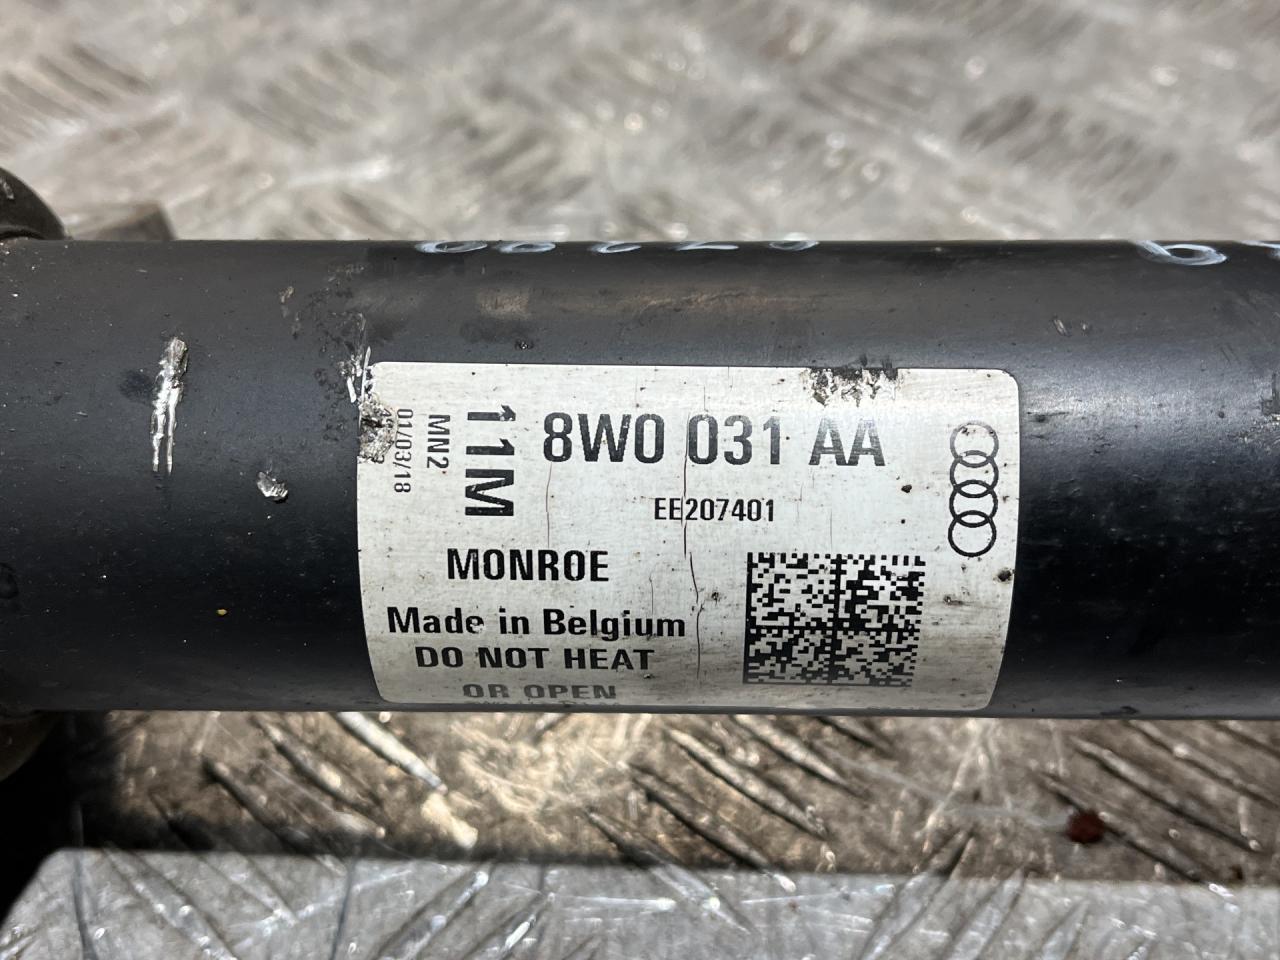 8W0 031 AA
11M
MN2
01/03/18
EE207401
MONROE
Made in Belgium
DO NOT HEAT
OR OPEN